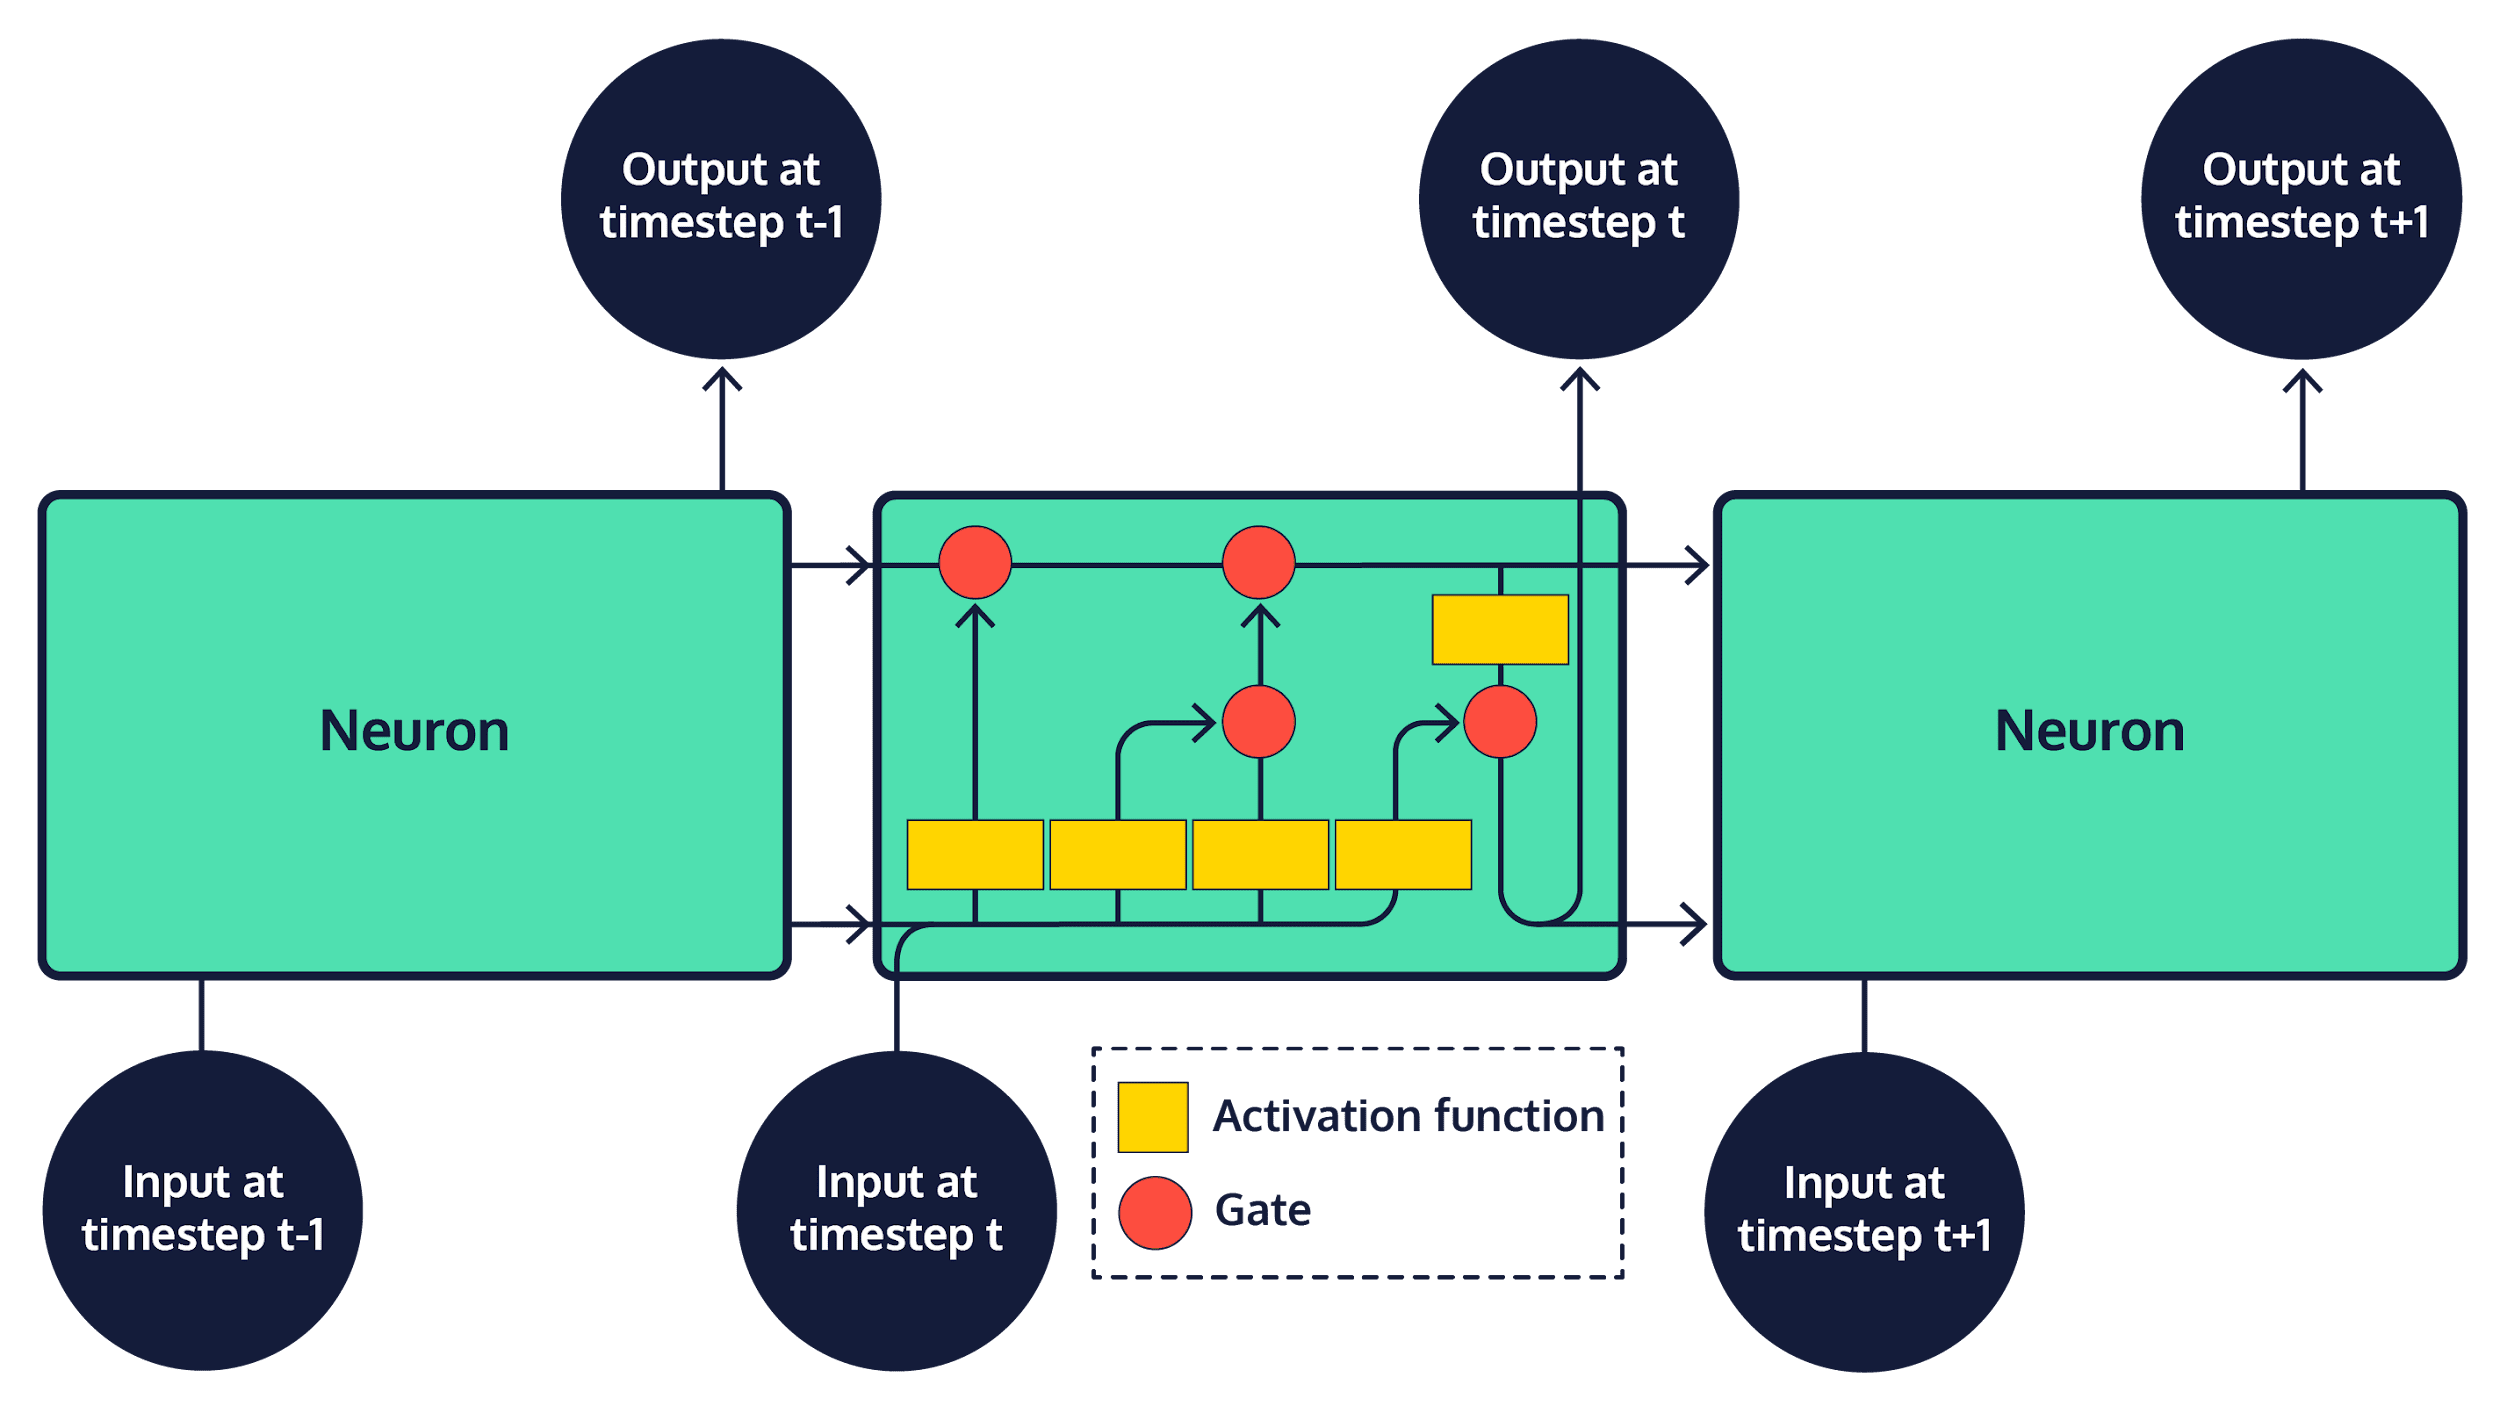 Output at
timestep t-1
Output at
timestep t
Output at
timestep t+1
Neuron
Neuron
Input at
timestep t-1
Input at
timestep t
Activation function
Gate
Input at
timestep t+1